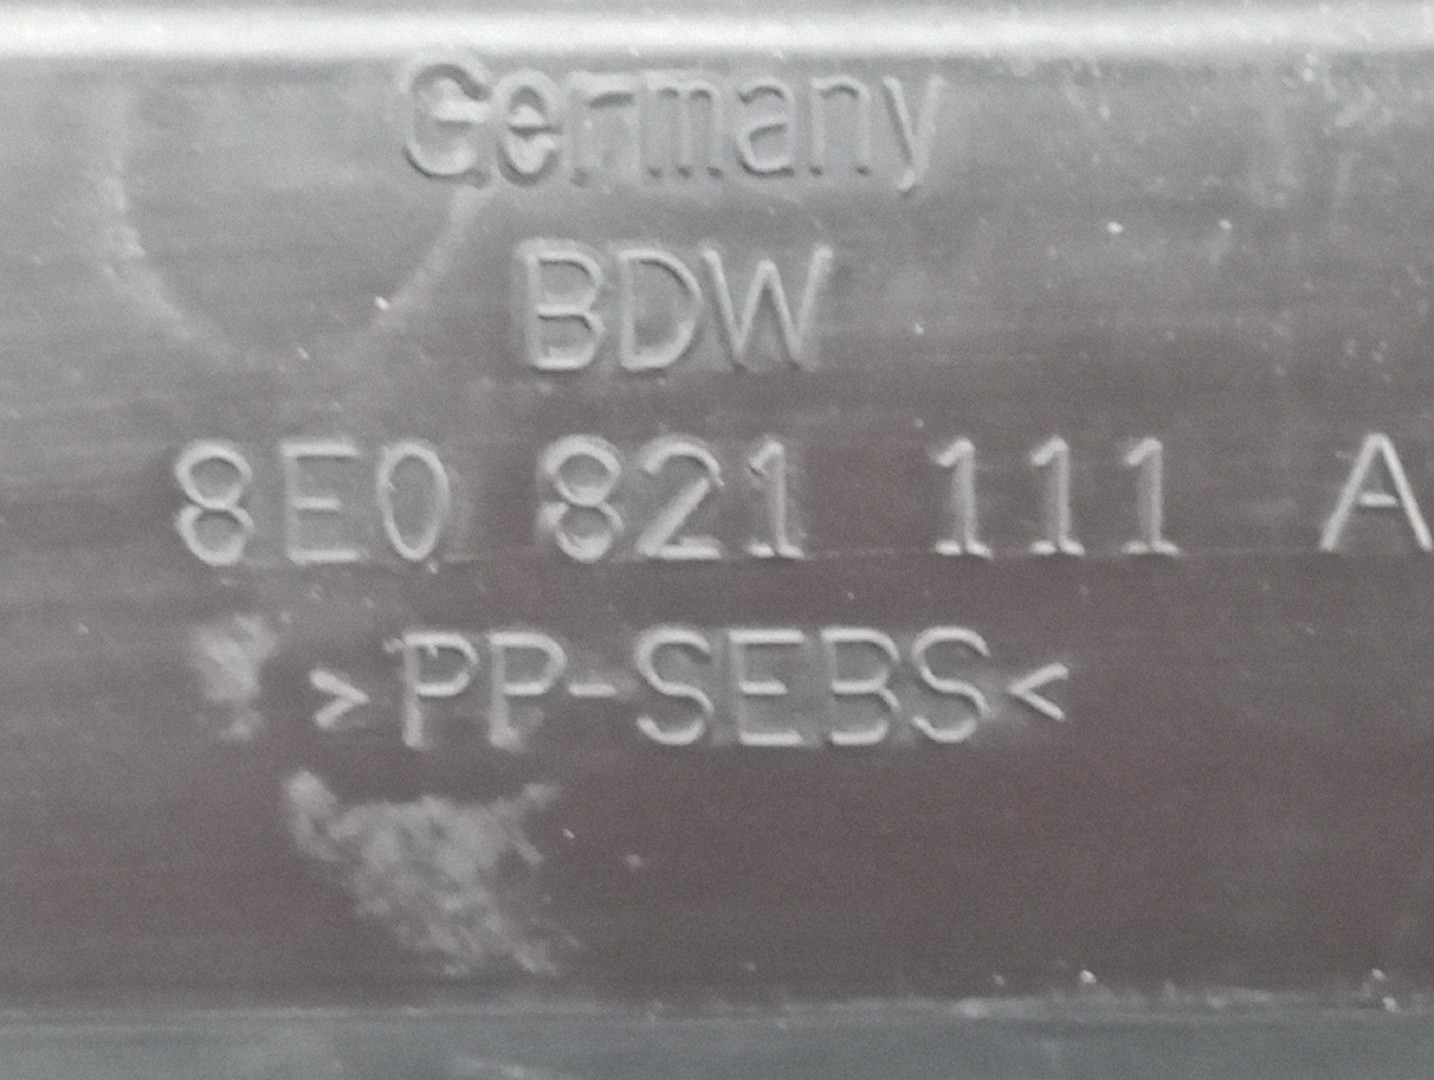 Germany
BDW
8E0 821 111 A
>PP-SEBS<